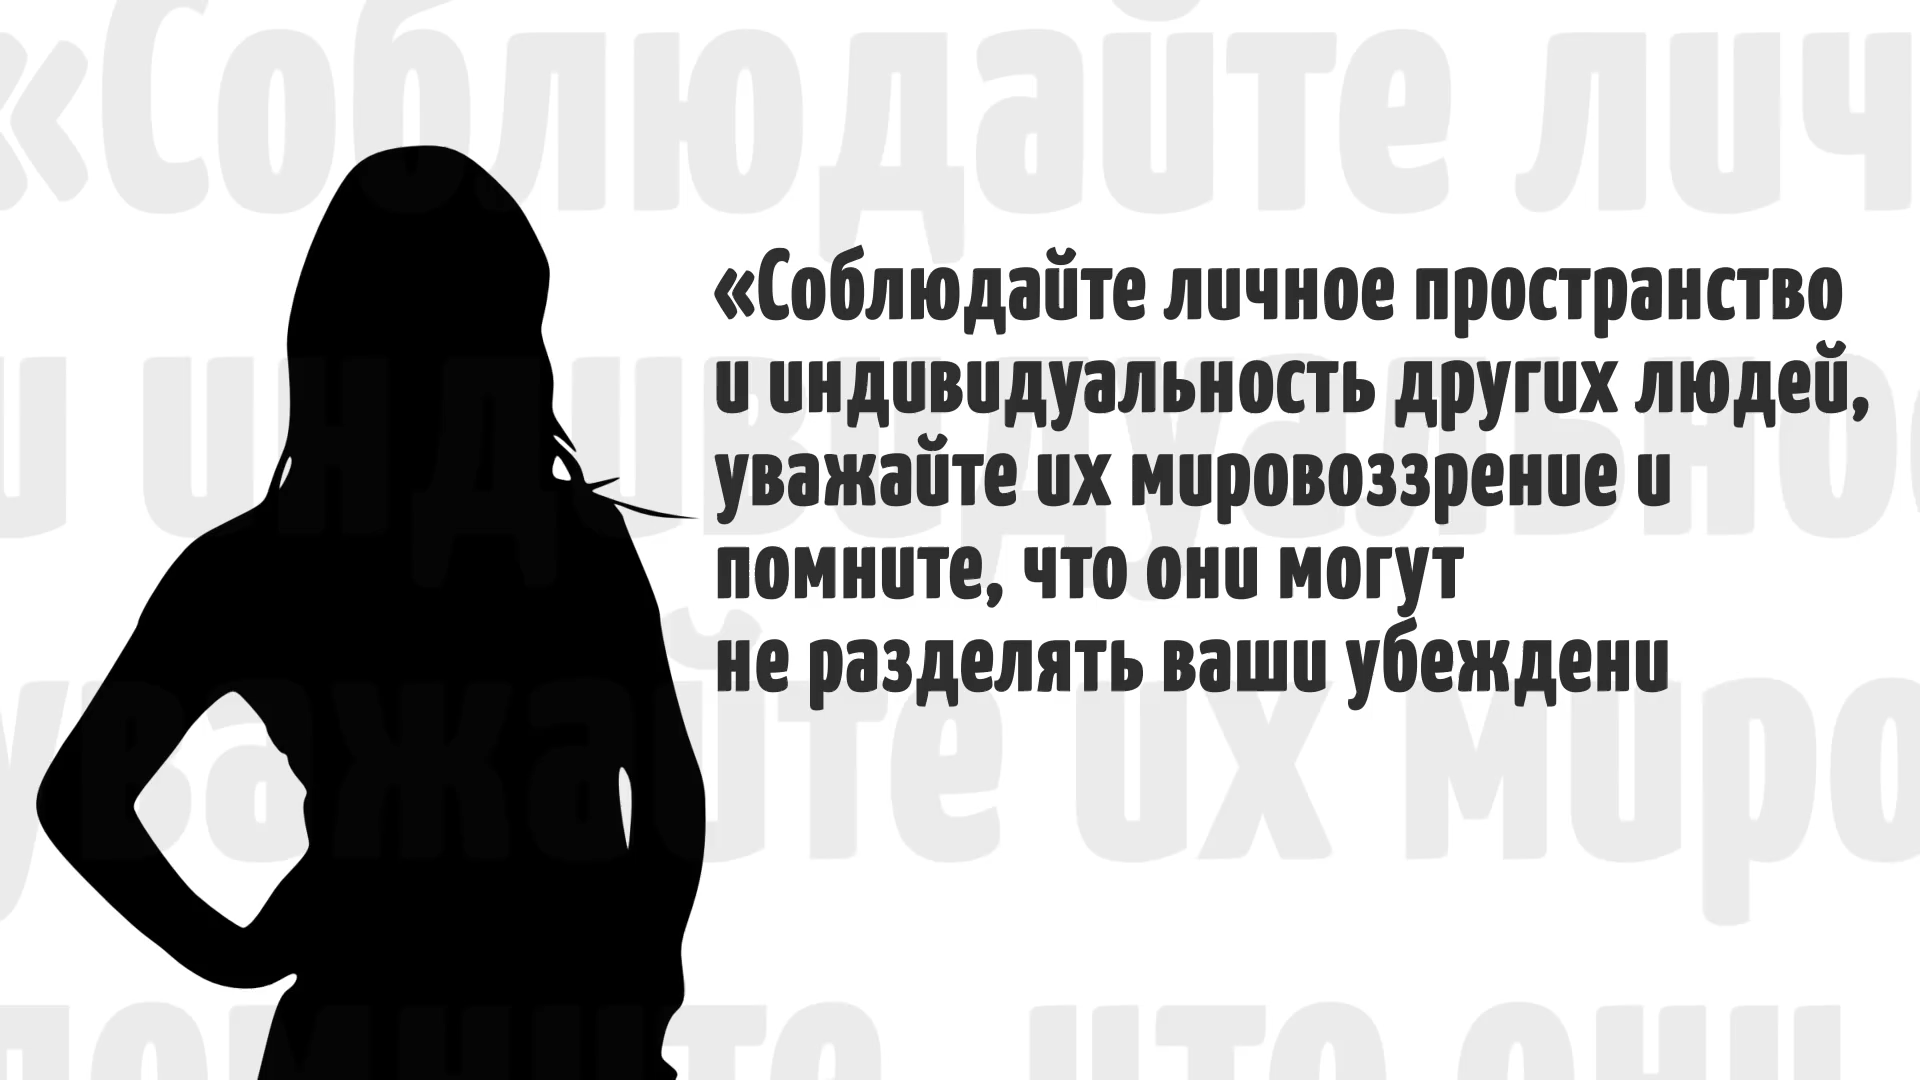 «Соблюдайте личное пространство
и индивидуальность других людей,
уважайте их мировоззрение и
помните, что они могут
не разделять ваши убеждени